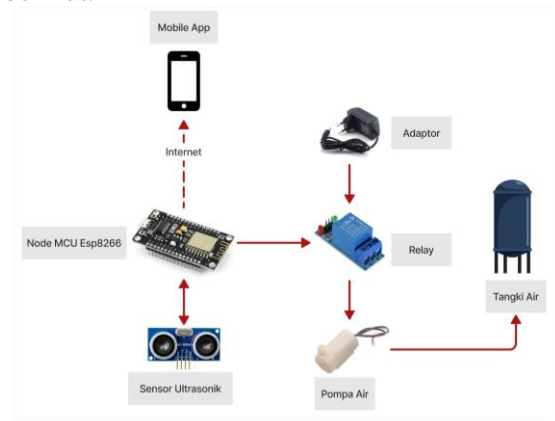 Mobile App
Internet
Adaptor
Node MCU Esp8266
Relay
Tangki Air
Sensor Ultrasonik
Pompa Air